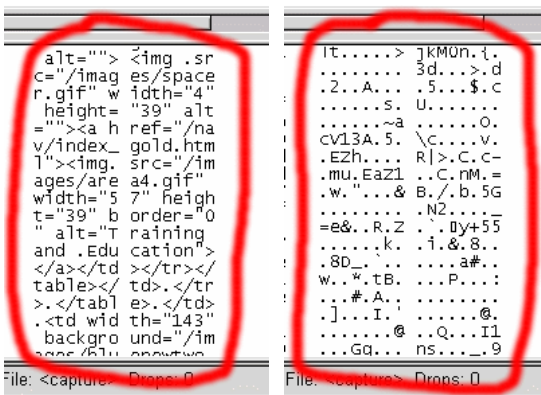 alt=""> <img .sr
c="/imag es/space
r.gif" w idth="4"
height= "39" alt
=""><a h ref="/na
v/index_ gold.htm
l"><img. src="/im
ages/are a4.gif"
width="5 7" heigh
t="39" b order="0
" alt="T raining
and .Edu cation">
</a></td ></tr></
table></ td>.</tr
>.</tabl e>.</td>
.<td wid th="143"
backgro und="/im
File: <capture> Drops: 0
It.....> jkMOn.{.
........ 3d...>.d
.2..A... .5...$.c
.......s. U.......
.......~a ......O.
cV13A.5. \c....v.
.EZh.... R|>.C.c-
.mu.EaZ1 ..C.nM.=
.w."...& B./.b.5G
........ .N2...._
=e&..R.Z .`.0y+55
......k. .i.&.8..
.8D_.`.. ....a#..
w..*.tB. ...P...:
...#.A.. ........
.]...I.' ......@.
.......@ ..Q...I1
...Gq... ns..._.9
File: <capture> Drops: 0